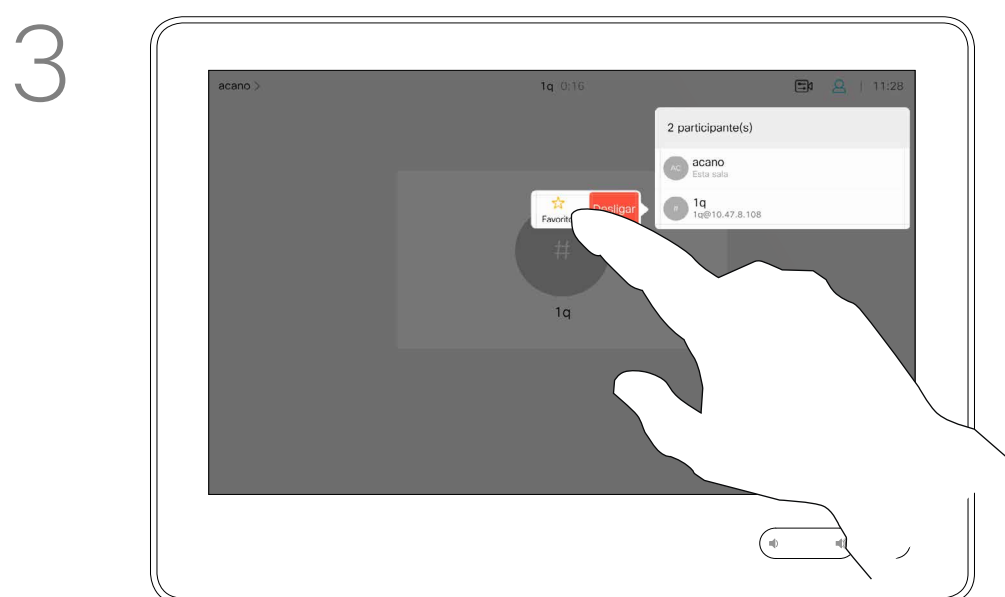 3
acano >
1q 0:16
11:28
2 participante(s)
AC
acano
Esta sala
1q
1q@10.47.8.108
Desligar
#
1q